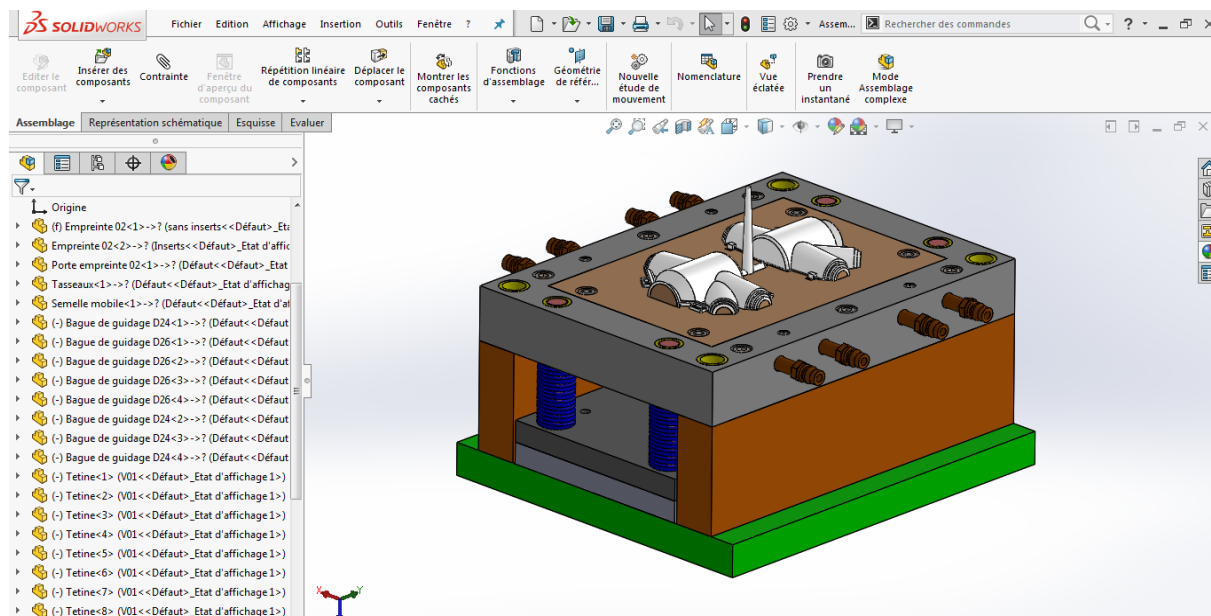 SOLIDWORKS
Fichier Edition Affichage Insertion Outils Fenêtre ?
Assem...
Rechercher des commandes
?
Editer le composant
Insérer des composants
Contrainte
Fenêtre d'aperçu du composant
Répétition linéaire de composants
Déplacer le composant
Montrer les composants cachés
Fonctions d'assemblage
Géométrie de référ...
Nouvelle étude de mouvement
Nomenclature
Vue éclatée
Prendre un instantané
Mode Assemblage complexe
Assemblage Représentation schématique Esquisse Evaluer
Origine
(f) Empreinte 02<1>->? (sans inserts<<Défaut>_Eta
Empreinte 02<2>->? (Inserts<<Défaut>_Etat d'affic
Porte empreinte 02<1>->? (Défaut<<Défaut>_Etat
Tasseaux<1>->? (Défaut<<Défaut>_Etat d'affichag
Semelle mobile<1>->? (Défaut<<Défaut>_Etat d'af
(-) Bague de guidage D24<1>->? (Défaut<<Défaut
(-) Bague de guidage D26<1>->? (Défaut<<Défaut
(-) Bague de guidage D26<2>->? (Défaut<<Défaut
(-) Bague de guidage D26<3>->? (Défaut<<Défaut
(-) Bague de guidage D26<4>->? (Défaut<<Défaut
(-) Bague de guidage D24<2>->? (Défaut<<Défaut
(-) Bague de guidage D24<3>->? (Défaut<<Défaut
(-) Bague de guidage D24<4>->? (Défaut<<Défaut
(-) Tetine<1> (V01<<Défaut>_Etat d'affichage 1>)
(-) Tetine<2> (V01<<Défaut>_Etat d'affichage 1>)
(-) Tetine<3> (V01<<Défaut>_Etat d'affichage 1>)
(-) Tetine<4> (V01<<Défaut>_Etat d'affichage 1>)
(-) Tetine<5> (V01<<Défaut>_Etat d'affichage 1>)
(-) Tetine<6> (V01<<Défaut>_Etat d'affichage 1>)
(-) Tetine<7> (V01<<Défaut>_Etat d'affichage 1>)
(-) Tetine<8> (V01<<Défaut>_Etat d'affichage 1>)
X Y